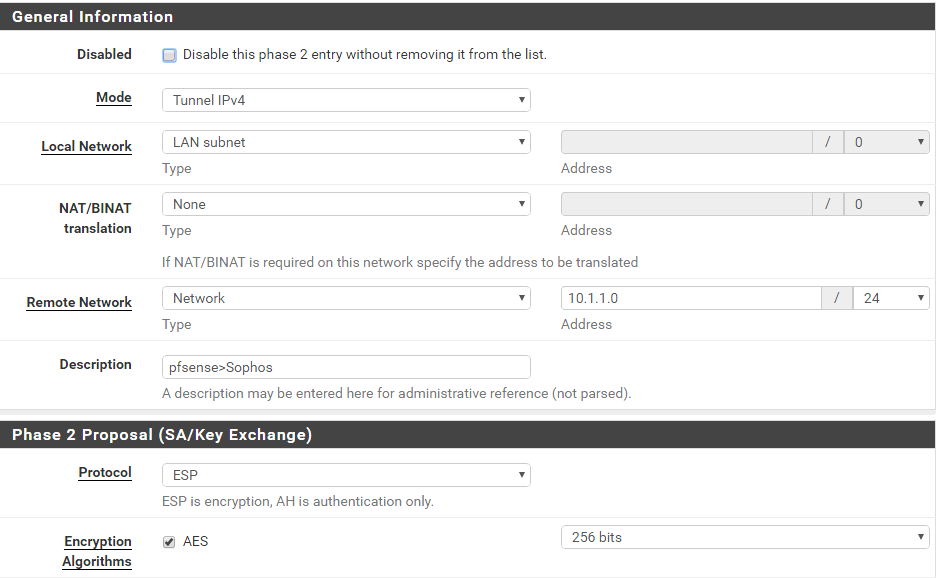 General Information
Disabled Disable this phase 2 entry without removing it from the list.
Mode Tunnel IPv4
Local Network LAN subnet / 0
Type Address
NAT/BINAT translation None / 0
Type Address
If NAT/BINAT is required on this network specify the address to be translated
Remote Network Network 10.1.1.0 / 24
Type Address
Description pfsense>Sophos
A description may be entered here for administrative reference (not parsed).
Phase 2 Proposal (SA/Key Exchange)
Protocol ESP
ESP is encryption, AH is authentication only.
Encryption Algorithms AES 256 bits